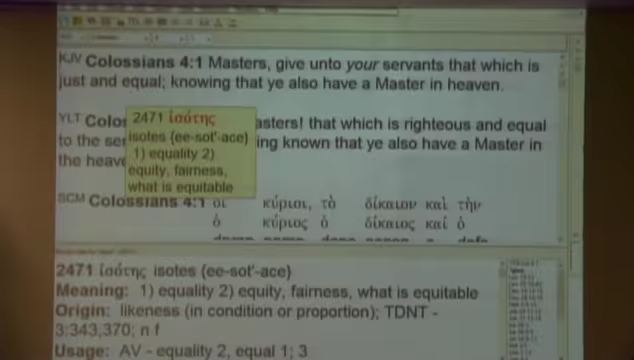 KJV Colossians 4:1 Masters, give unto your servants that which is
just and equal; knowing that ye also have a Master in heaven.
YLT Colos
asters! that which is righteous and equal
to the ser
ing known that ye also have a Master in
the heave
2471 ἰσότης
isotes (ee-sot'-ace)
1) equality 2)
equity, fairness,
what is equitable
SCM Colossians 4:1 οἱ κύριοι, τὸ δίκαιον καὶ τὴν
ὁ κύριος ὁ δίκαιος καί ὁ
2471 ἰσότης isotes (ee-sot'-ace)
Meaning: 1) equality 2) equity, fairness, what is equitable
Origin: likeness (in condition or proportion); TDNT -
3:343,370; n f
Usage: AV - equality 2, equal 1; 3